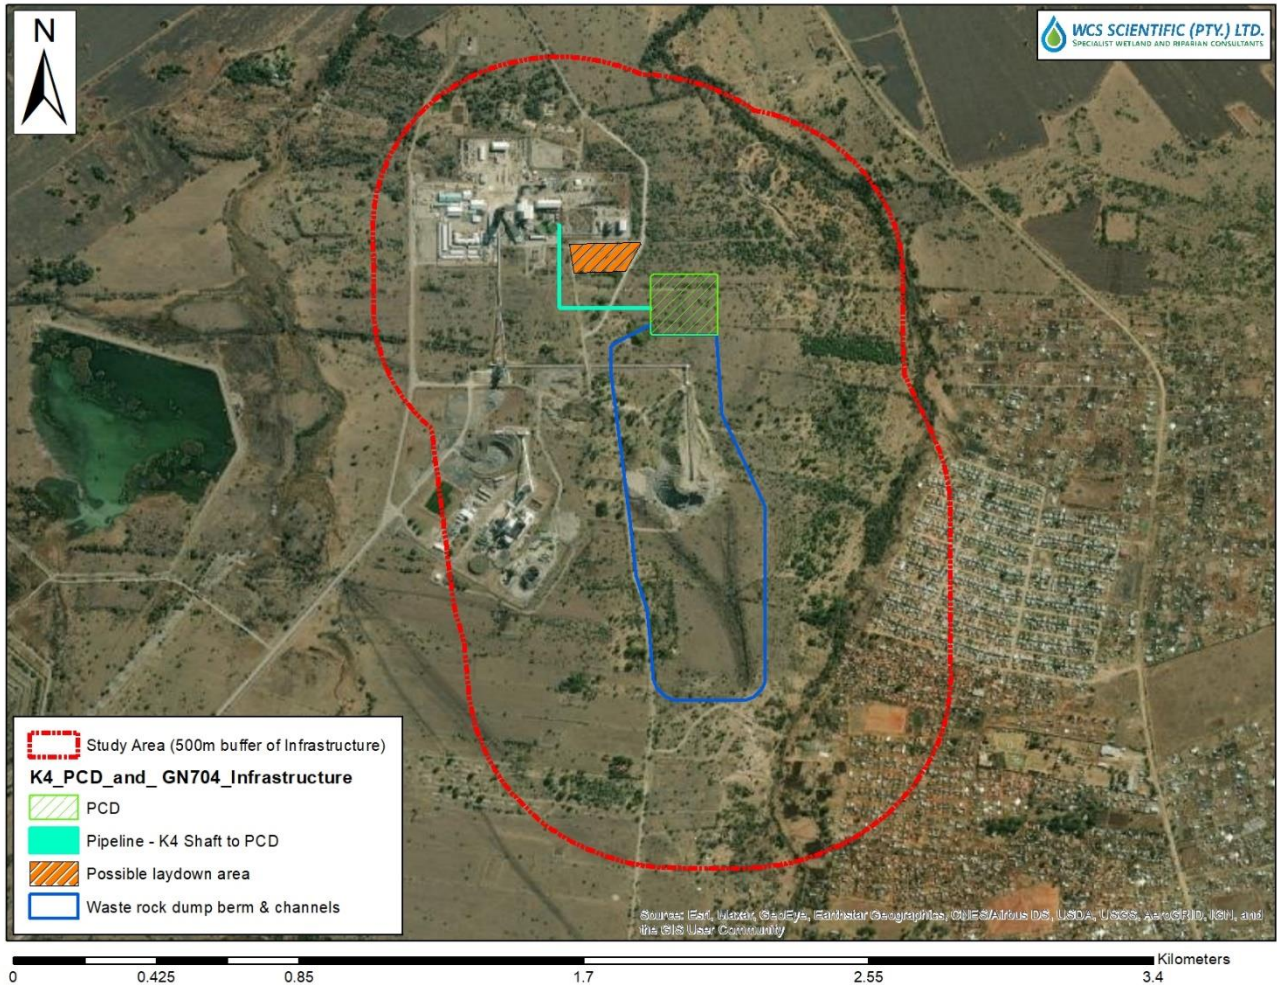 N
WCS SCIENTIFIC (PTY.) LTD.
SPECIALIST WETLAND AND RIPARIAN CONSULTANTS
Study Area (500m buffer of Infrastructure)
K4_PCD_and_ GN704_Infrastructure
PCD
Pipeline - K4 Shaft to PCD
Possible laydown area
Waste rock dump berm & channels
Source: Esri, Maxar, GeoEye, Earthstar Geographics, CNES/Airbus DS, USDA, USGS, AeroGRID, IGN, and
the GIS User Community
Kilometers
0 0.425 0.85 1.7 2.55 3.4